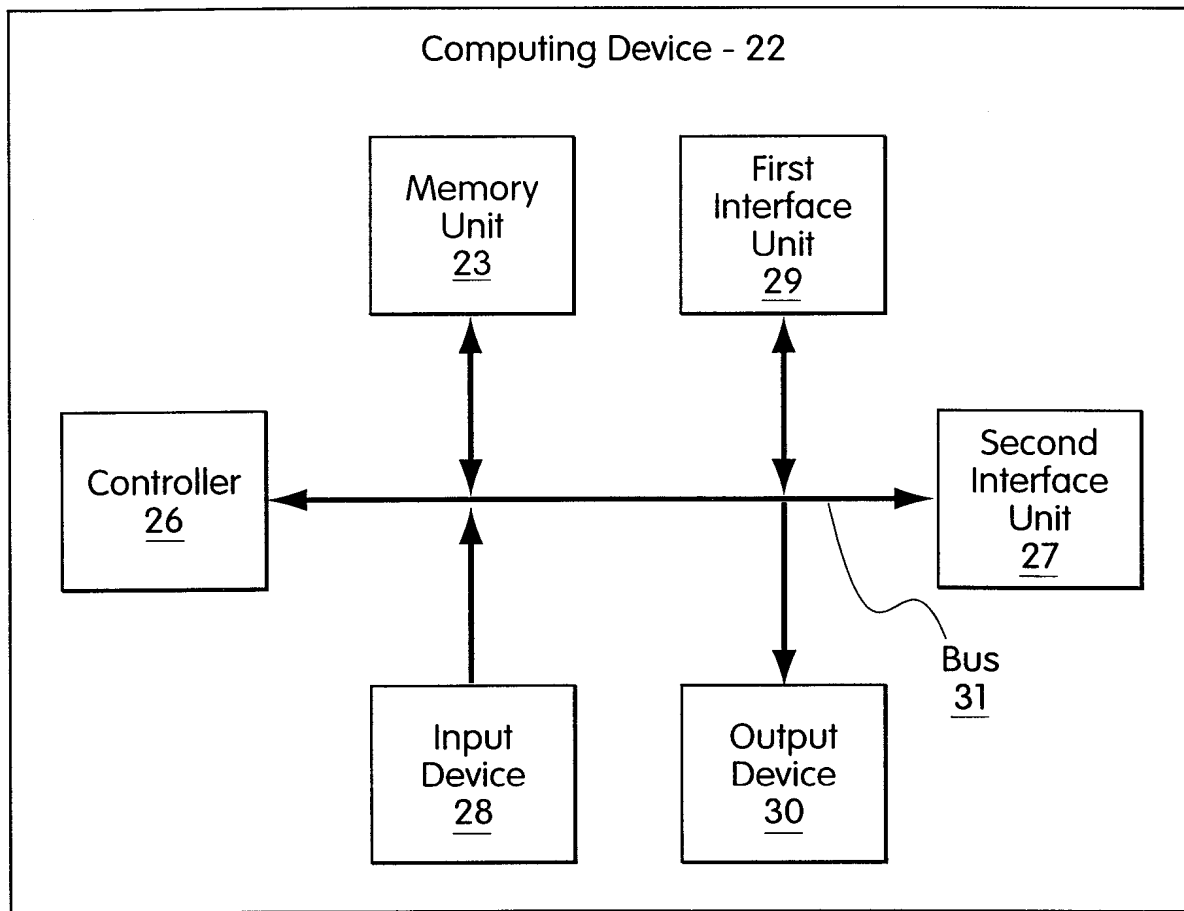 Computing Device - 22
Memory
Unit
23
First
Interface
Unit
29
Controller
26
Second
Interface
Unit
27
Bus
31
Input
Device
28
Output
Device
30